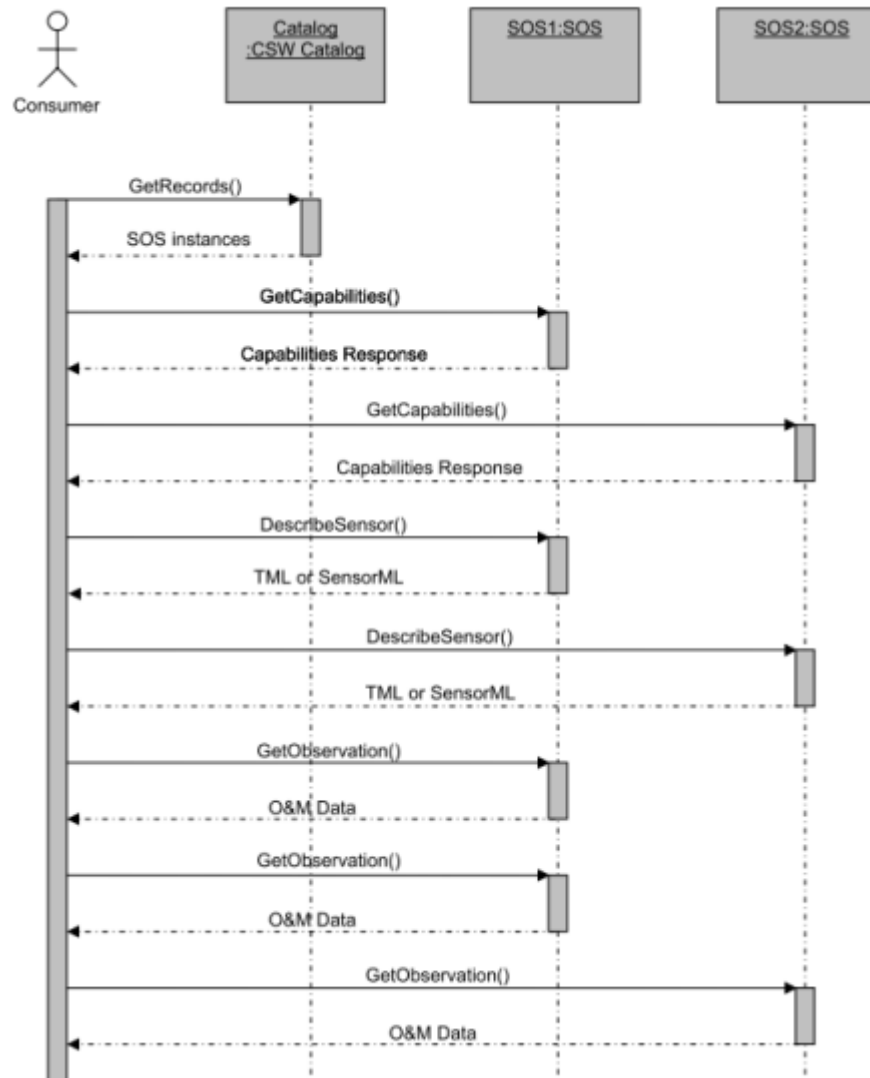 Catalog
:CSW Catalog
SOS1:SOS
SOS2:SOS
Consumer
GetRecords()
SOS instances
GetCapabilities()
Capabilities Response
GetCapabilities()
Capabilities Response
DescribeSensor()
TML or SensorML
DescribeSensor()
TML or SensorML
GetObservation()
O&M Data
GetObservation()
O&M Data
GetObservation()
O&M Data